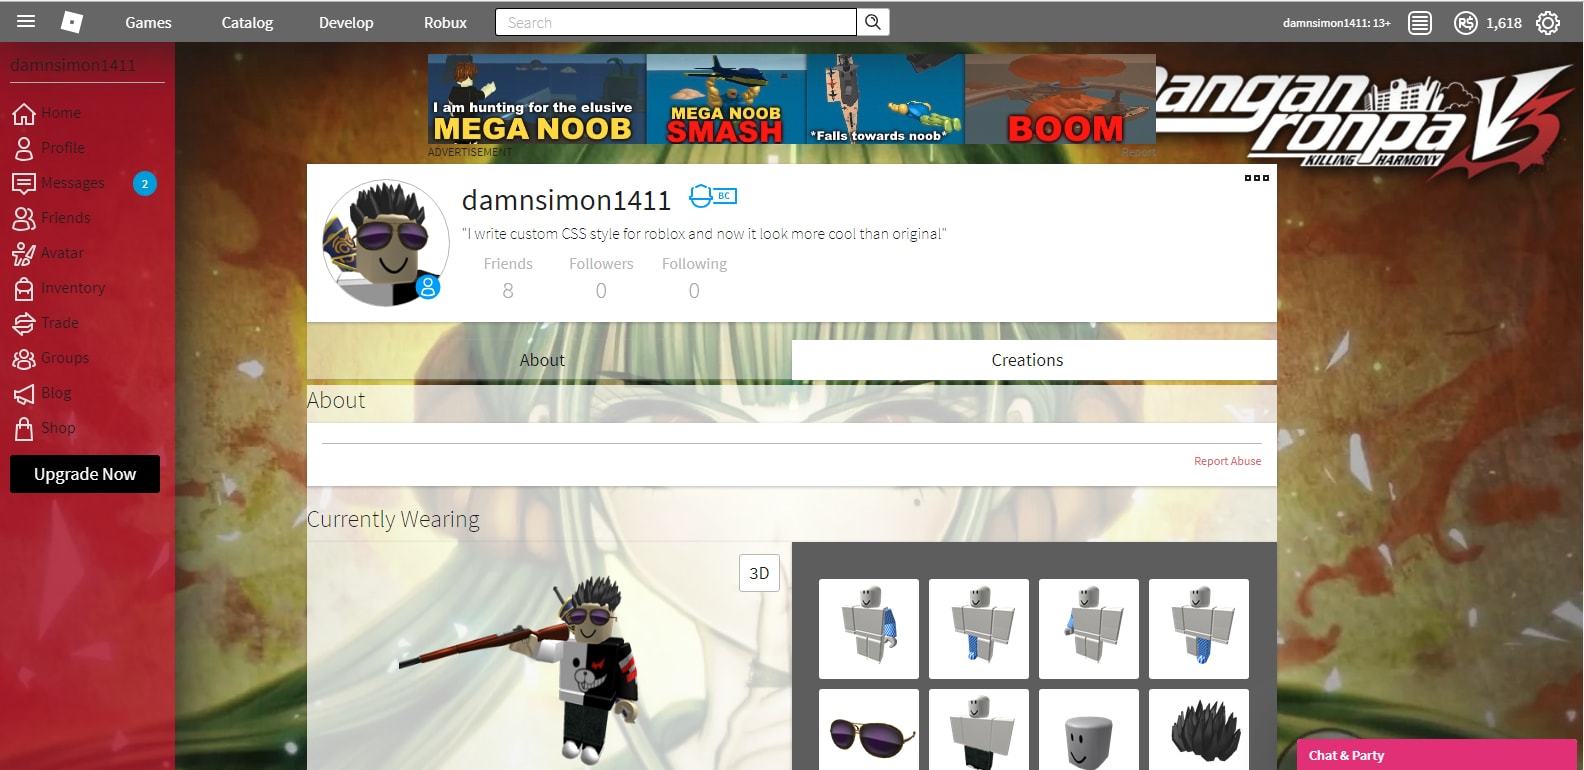 Games Catalog Develop Robux Search damnsimon1411: 13+ R$ 1,618
damnsimon1411
Home
Profile
Messages 2
Friends
Avatar
Inventory
Trade
Groups
Blog
Shop
Upgrade Now
I am hunting for the elusive
MEGA NOOB
MEGA NOOB
SMASH
*Falls towards noob*
BOOM
ADVERTISEMENT Report
angan
ronpa V3
KILLING HARMONY
damnsimon1411 BC
"I write custom CSS style for roblox and now it look more cool than original"
Friends Followers Following
8 0 0
About Creations
About
Report Abuse
Currently Wearing
3D
Chat & Party